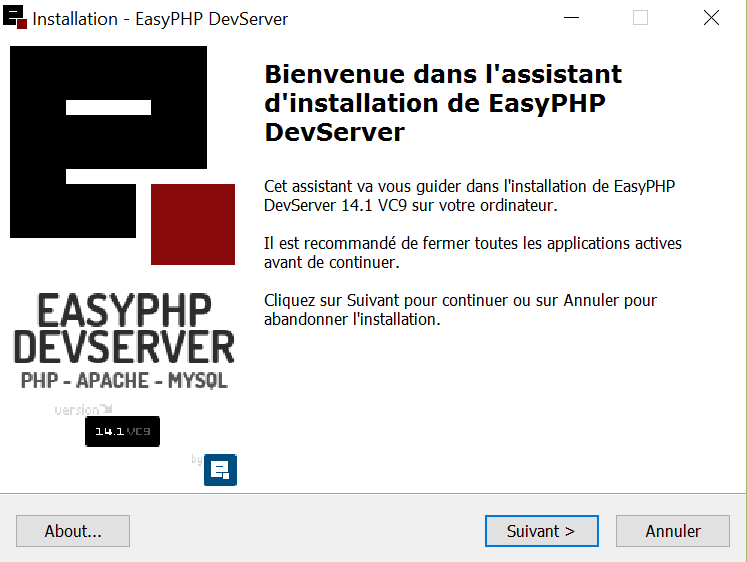 Installation - EasyPHP DevServer
Bienvenue dans l'assistant
d'installation de EasyPHP
DevServer
Cet assistant va vous guider dans l'installation de EasyPHP
DevServer 14.1 VC9 sur votre ordinateur.
Il est recommandé de fermer toutes les applications actives
avant de continuer.
Cliquez sur Suivant pour continuer ou sur Annuler pour
abandonner l'installation.
EASYPHP
DEVSERVER
PHP - APACHE - MYSQL
version
14.1 VC9
by
About...
Suivant >
Annuler